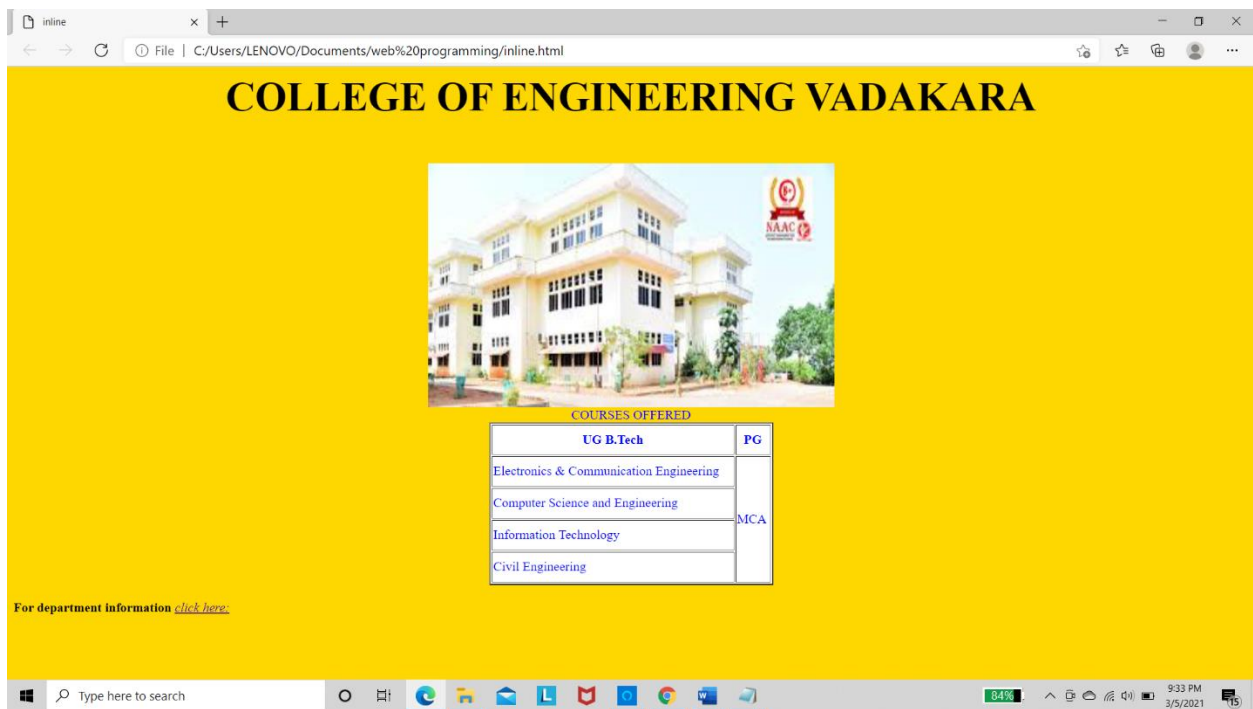 inline
File | C:/Users/LENOVO/Documents/web%20programming/inline.html
COLLEGE OF ENGINEERING VADAKARA
B+
NAAC
COURSES OFFERED
UG B.Tech PG
Electronics & Communication Engineering
Computer Science and Engineering
MCA
Information Technology
Civil Engineering
For department information click here:
Type here to search
L
W
84%
9:33 PM
3/5/2021
15